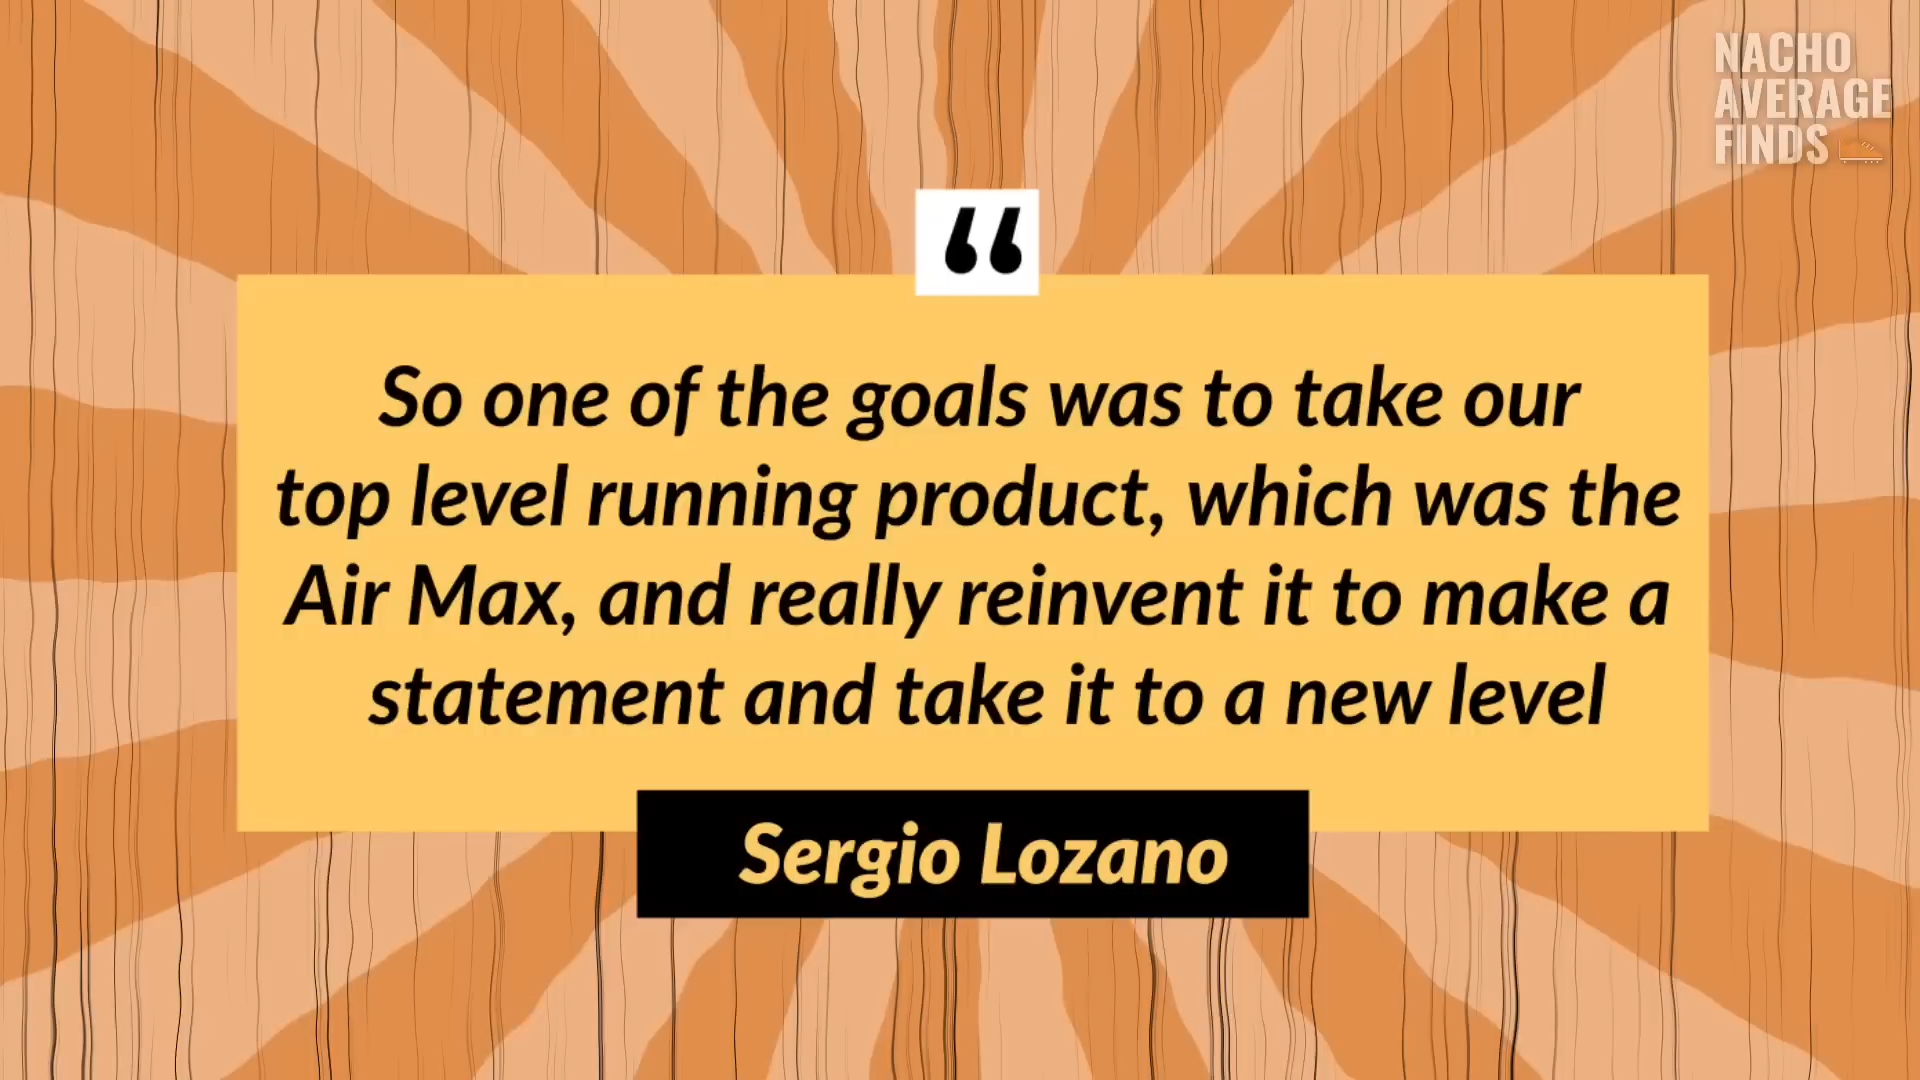 NACHO
AVERAGE
FINDS
“
So one of the goals was to take our
top level running product, which was the
Air Max, and really reinvent it to make a
statement and take it to a new level
Sergio Lozano